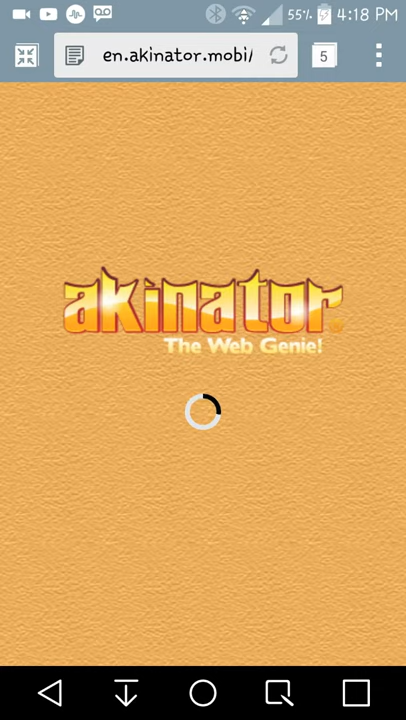 55% 4:18 PM
en.akinator.mobi/ 5
akinator
The Web Genie!